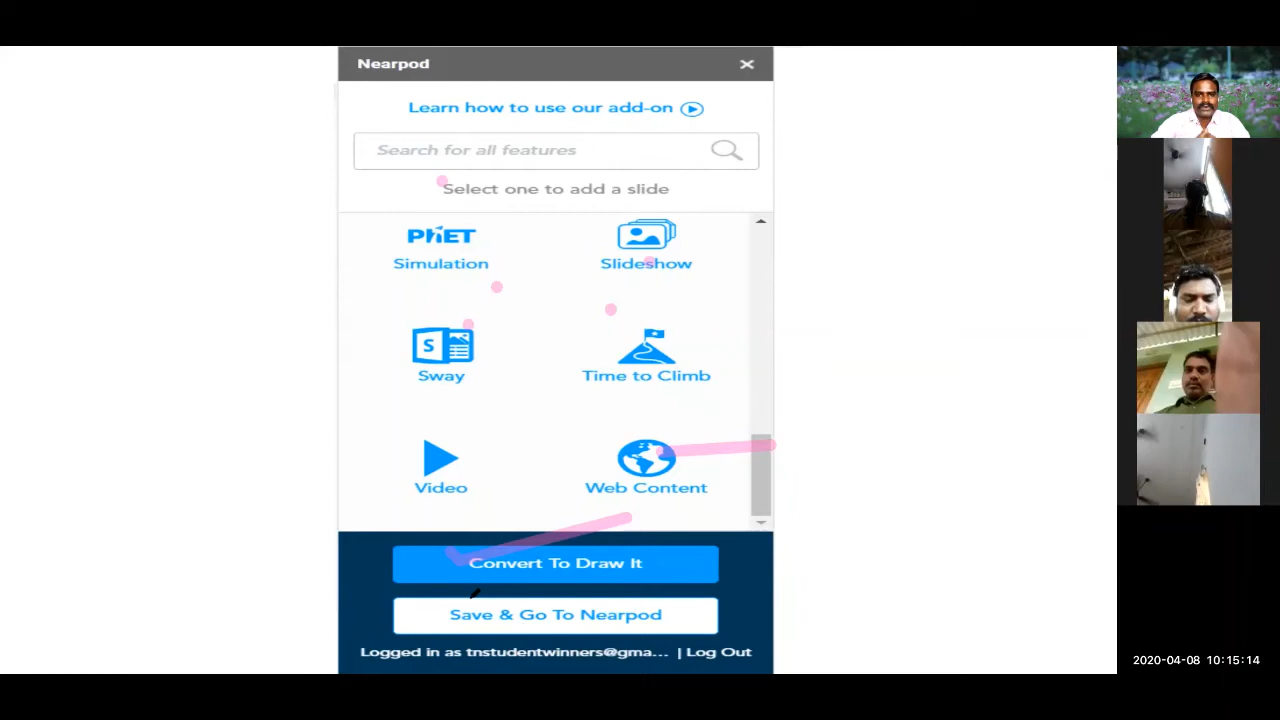 Nearpod
Learn how to use our add-on
Search for all features
Select one to add a slide
PhET
Simulation
Slideshow
S
Sway
Time to Climb
Video
Web Content
Convert To Draw It
Save & Go To Nearpod
Logged in as tnstudentwinners@gma... | Log Out
2020-04-08 10:15:14